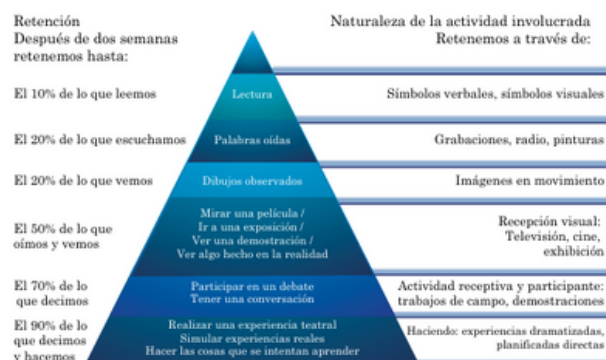 Retención
Después de dos semanas
retenemos hasta:
Naturaleza de la actividad involucrada
Retenemos a través de:
El 10% de lo que leemos
Lectura
Símbolos verbales, símbolos visuales
El 20% de lo que escuchamos
Palabras oídas
Grabaciones, radio, pinturas
El 20% de lo que vemos
Dibujos observados
Imágenes en movimiento
El 50% de lo que
oímos y vemos
Mirar una película /
Ir a una exposición /
Ver una demostración /
Ver algo hecho en la realidad
Recepción visual:
Televisión, cine,
exhibición
El 70% de lo
que decimos
Participar en un debate
Tener una conversación
Actividad receptiva y participante:
trabajos de campo, demostraciones
El 90% de lo
que decimos
y hacemos
Realizar una experiencia teatral
Simular experiencias reales
Hacer las cosas que se intentan aprender
Haciendo: experiencias dramatizadas,
planificadas directas